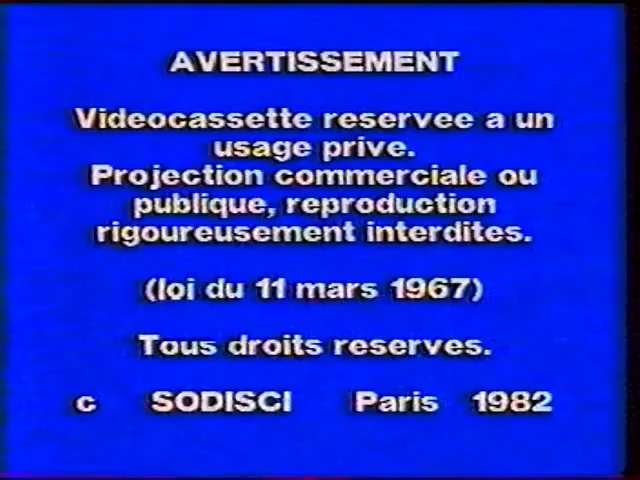 AVERTISSEMENT
Videocassette reservee a un
usage prive.
Projection commerciale ou
publique, reproduction
rigoureusement interdites.
(loi du 11 mars 1967)
Tous droits reserves.
c SODISCI Paris 1982